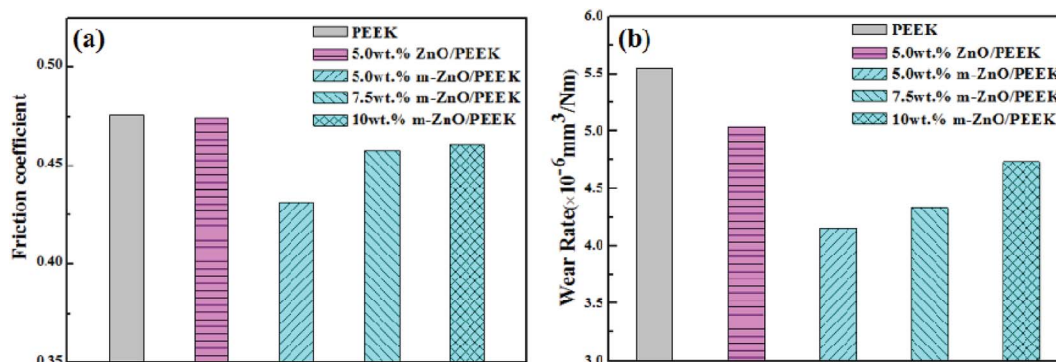 (a)
PEEK
5.0wt.% ZnO/PEEK
5.0wt.% m-ZnO/PEEK
7.5wt.% m-ZnO/PEEK
10wt.% m-ZnO/PEEK
Friction coefficient
0.50
0.45
0.40
0.35
(b)
PEEK
5.0wt.% ZnO/PEEK
5.0wt.% m-ZnO/PEEK
7.5wt.% m-ZnO/PEEK
10wt.% m-ZnO/PEEK
Wear Rate(×10⁻⁶mm³/Nm)
6.0
5.5
5.0
4.5
4.0
3.5
3.0